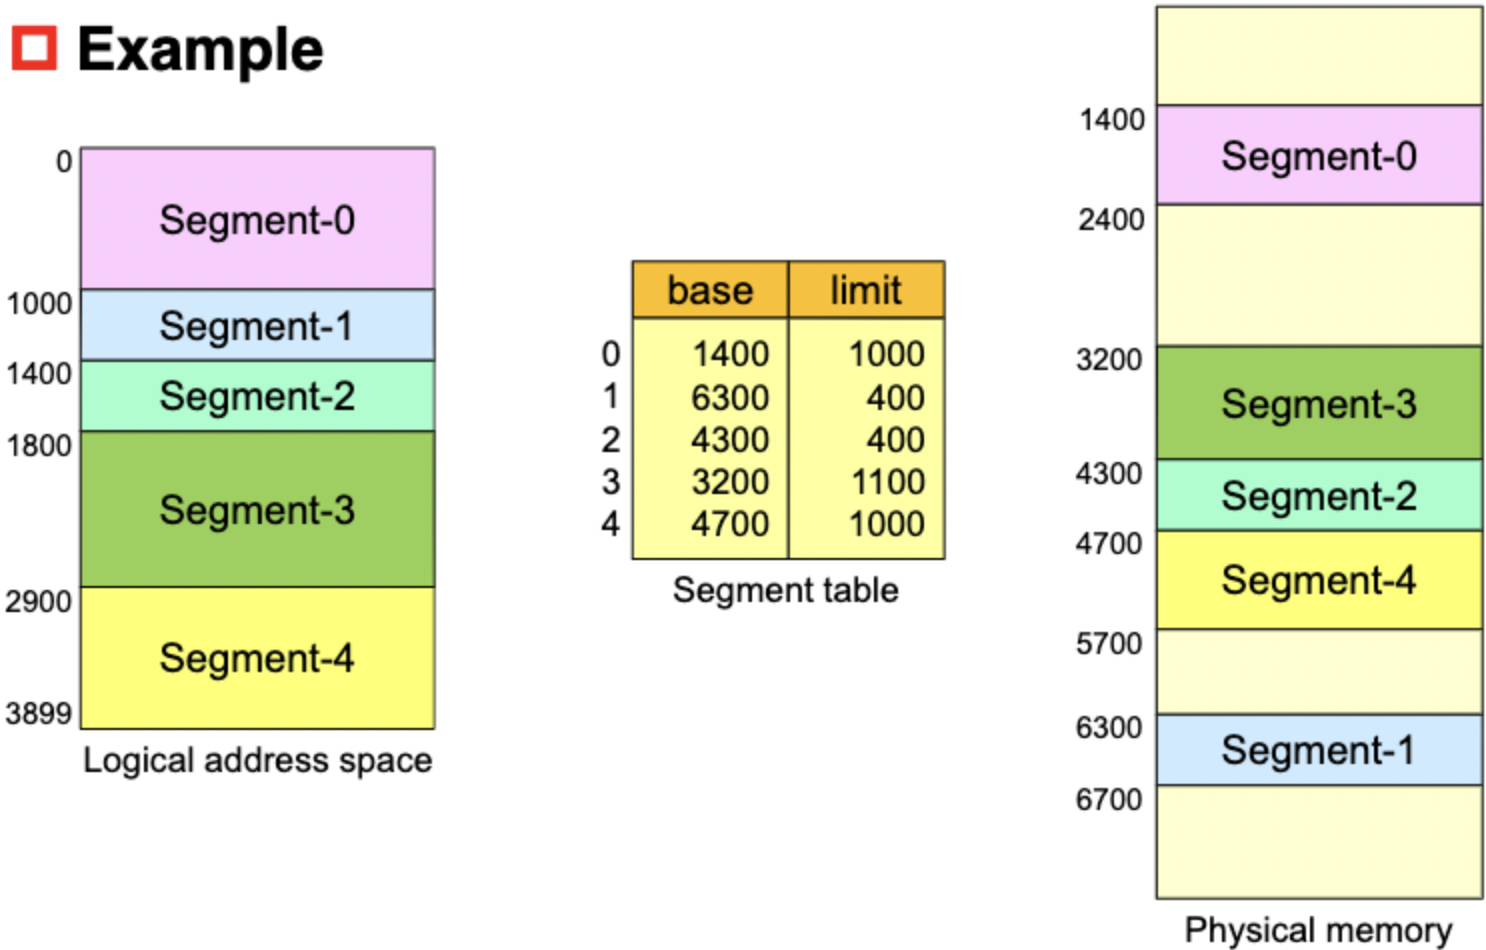 Example
0
Segment-0
1000
Segment-1
1400
Segment-2
1800
Segment-3
2900
Segment-4
3899
Logical address space
base limit
0 1400 1000
1 6300 400
2 4300 400
3 3200 1100
4 4700 1000
Segment table
1400
Segment-0
2400
3200
Segment-3
4300
Segment-2
4700
Segment-4
5700
6300
Segment-1
6700
Physical memory